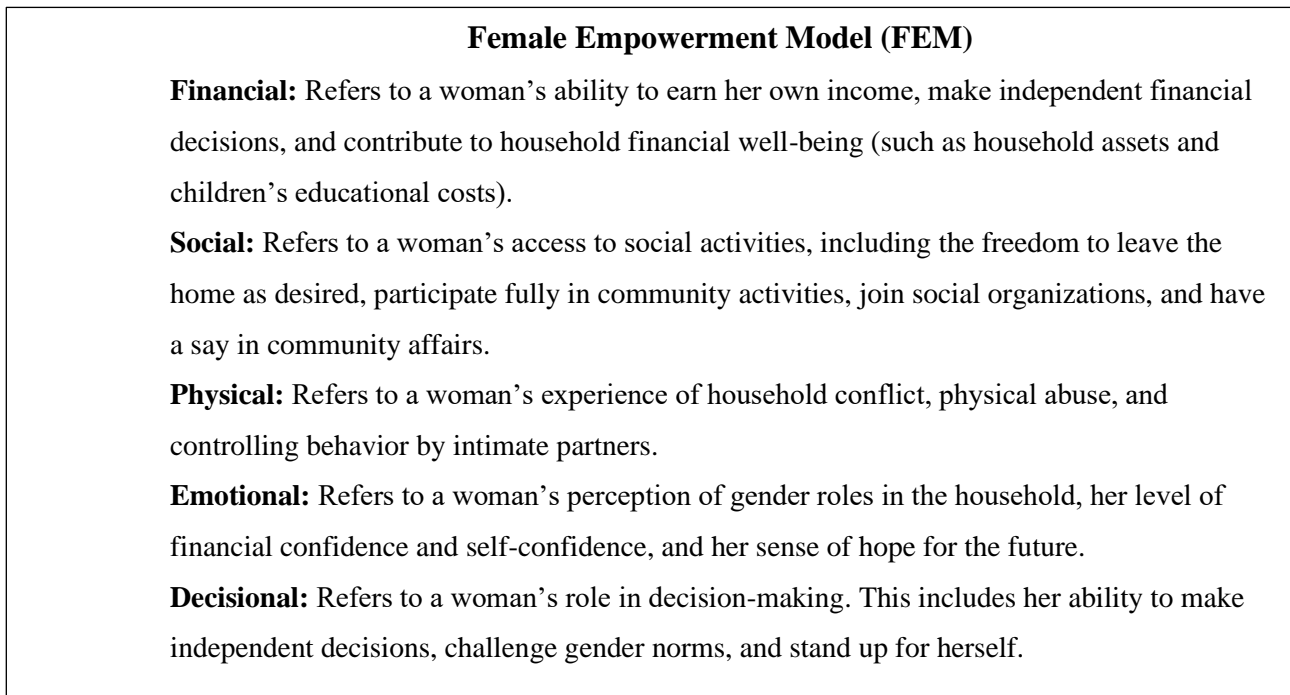 Female Empowerment Model (FEM)
Financial: Refers to a woman’s ability to earn her own income, make independent financial
decisions, and contribute to household financial well-being (such as household assets and
children’s educational costs).
Social: Refers to a woman’s access to social activities, including the freedom to leave the
home as desired, participate fully in community activities, join social organizations, and have
a say in community affairs.
Physical: Refers to a woman’s experience of household conflict, physical abuse, and
controlling behavior by intimate partners.
Emotional: Refers to a woman’s perception of gender roles in the household, her level of
financial confidence and self-confidence, and her sense of hope for the future.
Decisional: Refers to a woman’s role in decision-making. This includes her ability to make
independent decisions, challenge gender norms, and stand up for herself.